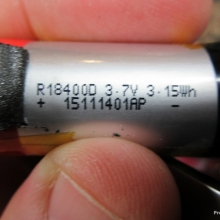 R18400D 3.7V 3.15Wh
+ 15111401AP -